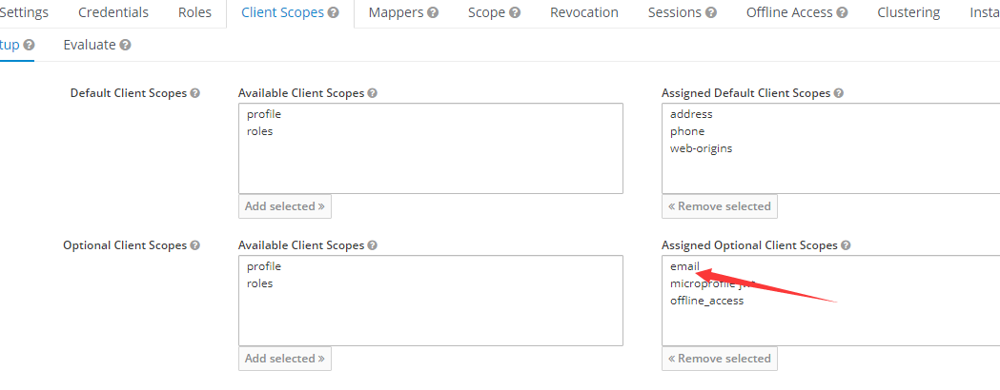 Settings Credentials Roles Client Scopes Mappers Scope Revocation Sessions Offline Access Clustering Insta
tup Evaluate
Default Client Scopes Available Client Scopes Assigned Default Client Scopes
profile address
roles phone
web-origins
Add selected » « Remove selected
Optional Client Scopes Available Client Scopes Assigned Optional Client Scopes
profile email
roles microprofile-jwt
offline_access
Add selected » « Remove selected